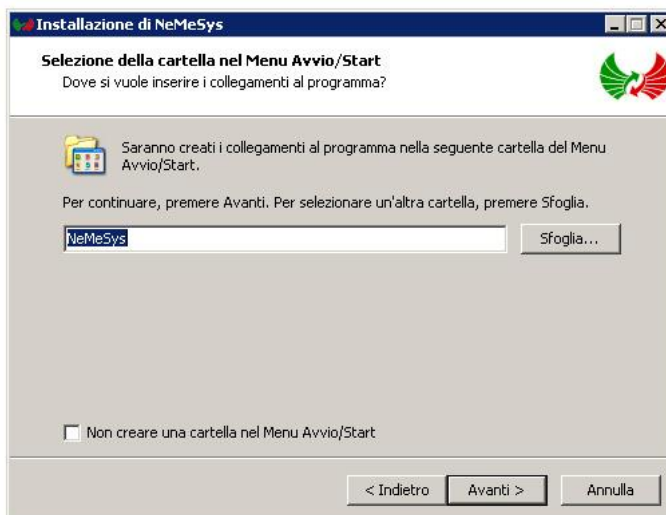 Installazione di NeMeSys
Selezione della cartella nel Menu Avvio/Start
Dove si vuole inserire i collegamenti al programma?
Saranno creati i collegamenti al programma nella seguente cartella del Menu
Avvio/Start.
Per continuare, premere Avanti. Per selezionare un'altra cartella, premere Sfoglia.
NeMeSys
Sfoglia...
Non creare una cartella nel Menu Avvio/Start
< Indietro
Avanti >
Annulla